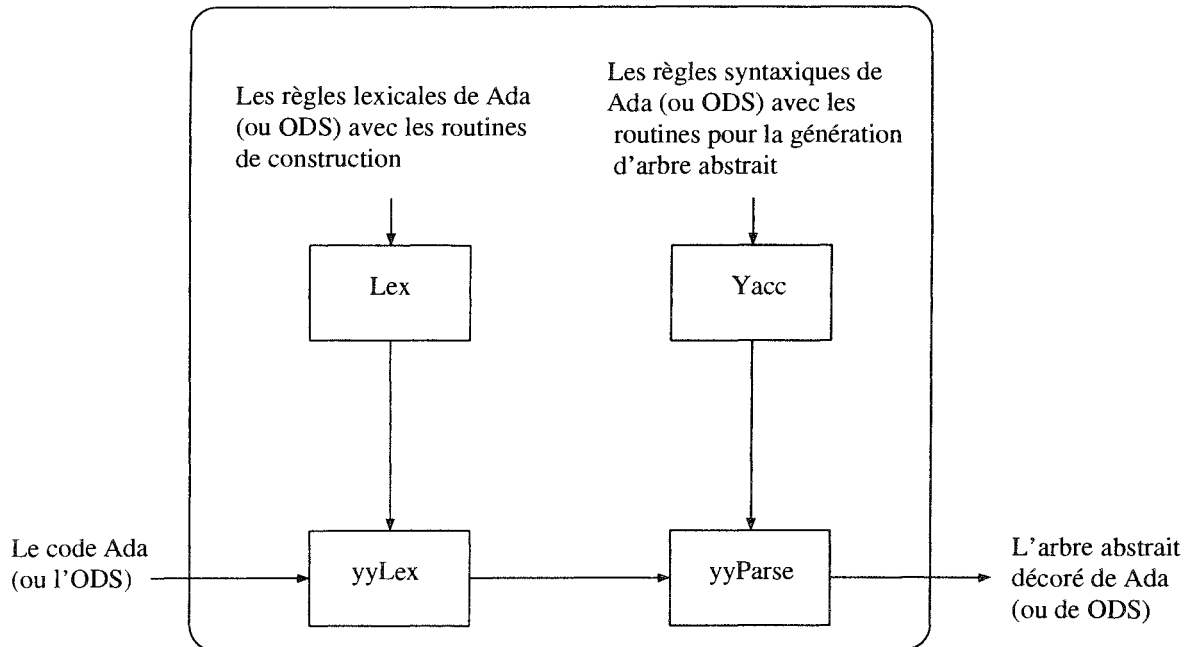 Les règles lexicales de Ada
(ou ODS) avec les routines
de construction
Les règles syntaxiques de
Ada (ou ODS) avec les
routines pour la génération
d'arbre abstrait
Lex
Yacc
Le code Ada
(ou l'ODS)
yyLex
yyParse
L'arbre abstrait
décoré de Ada
(ou de ODS)